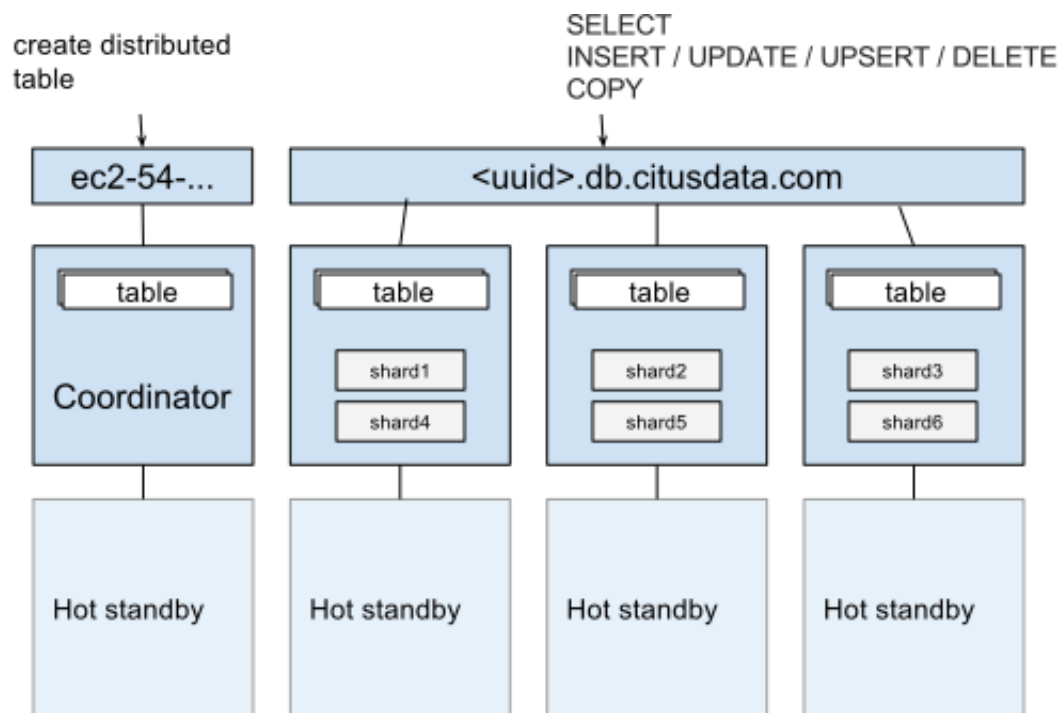 create distributed
table
SELECT
INSERT / UPDATE / UPSERT / DELETE
COPY
ec2-54-...
<uuid>.db.citusdata.com
table
table
table
table
Coordinator
shard1
shard2
shard3
shard4
shard5
shard6
Hot standby
Hot standby
Hot standby
Hot standby